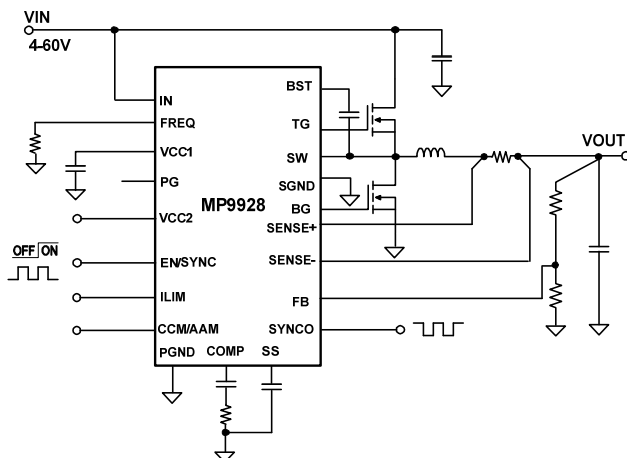 VIN
4-60V
IN
FREQ
VCC1
PG
VCC2
OFF ON
EN/SYNC
ILIM
CCM/AAM
PGND
COMP
SS
MP9928
BST
TG
SW
SGND
BG
SENSE+
SENSE-
FB
SYNCO
VOUT